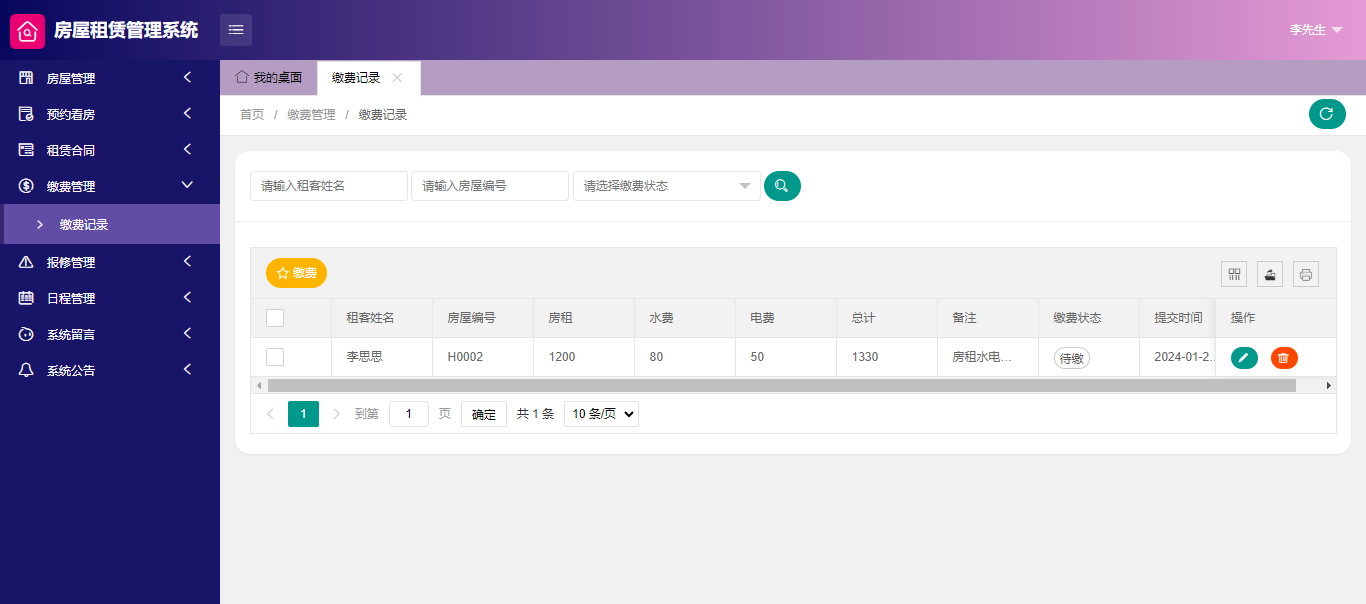 房屋租赁管理系统
李先生
房屋管理
预约看房
租赁合同
缴费管理
缴费记录
报修管理
日程管理
系统留言
系统公告
我的桌面 缴费记录
首页 / 缴费管理 / 缴费记录
请输入租客姓名 请输入房屋编号 请选择缴费状态
缴费
租客姓名 房屋编号 房租 水费 电费 总计 备注 缴费状态 提交时间 操作
李思思 H0002 1200 80 50 1330 房租水电... 待缴 2024-01-2..
1 到第 1 页 确定 共 1 条 10 条/页